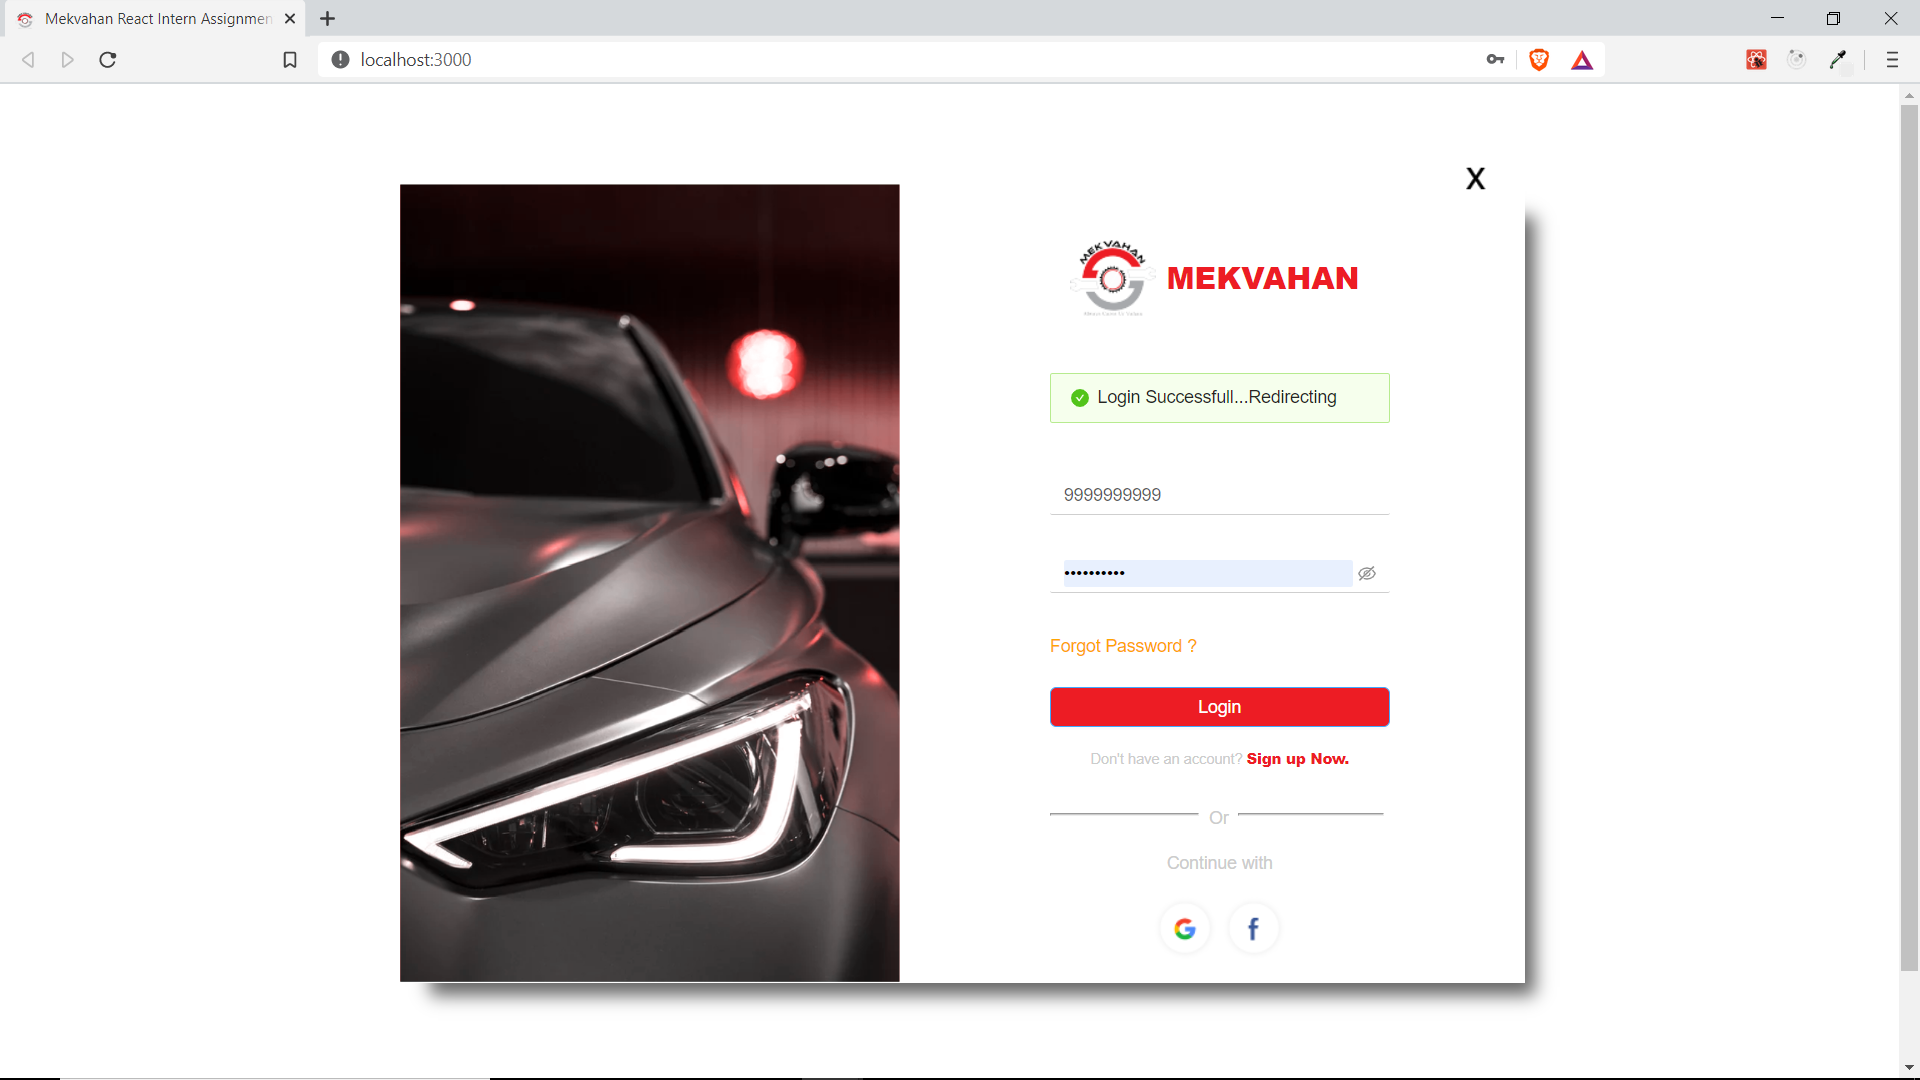 Mekvahan React Intern Assignmen
localhost:3000
X
MEKVAHAN
MEKVAHAN
Login Successfull...Redirecting
9999999999
••••••••••
Forgot Password ?
Login
Don't have an account? Sign up Now.
Or
Continue with